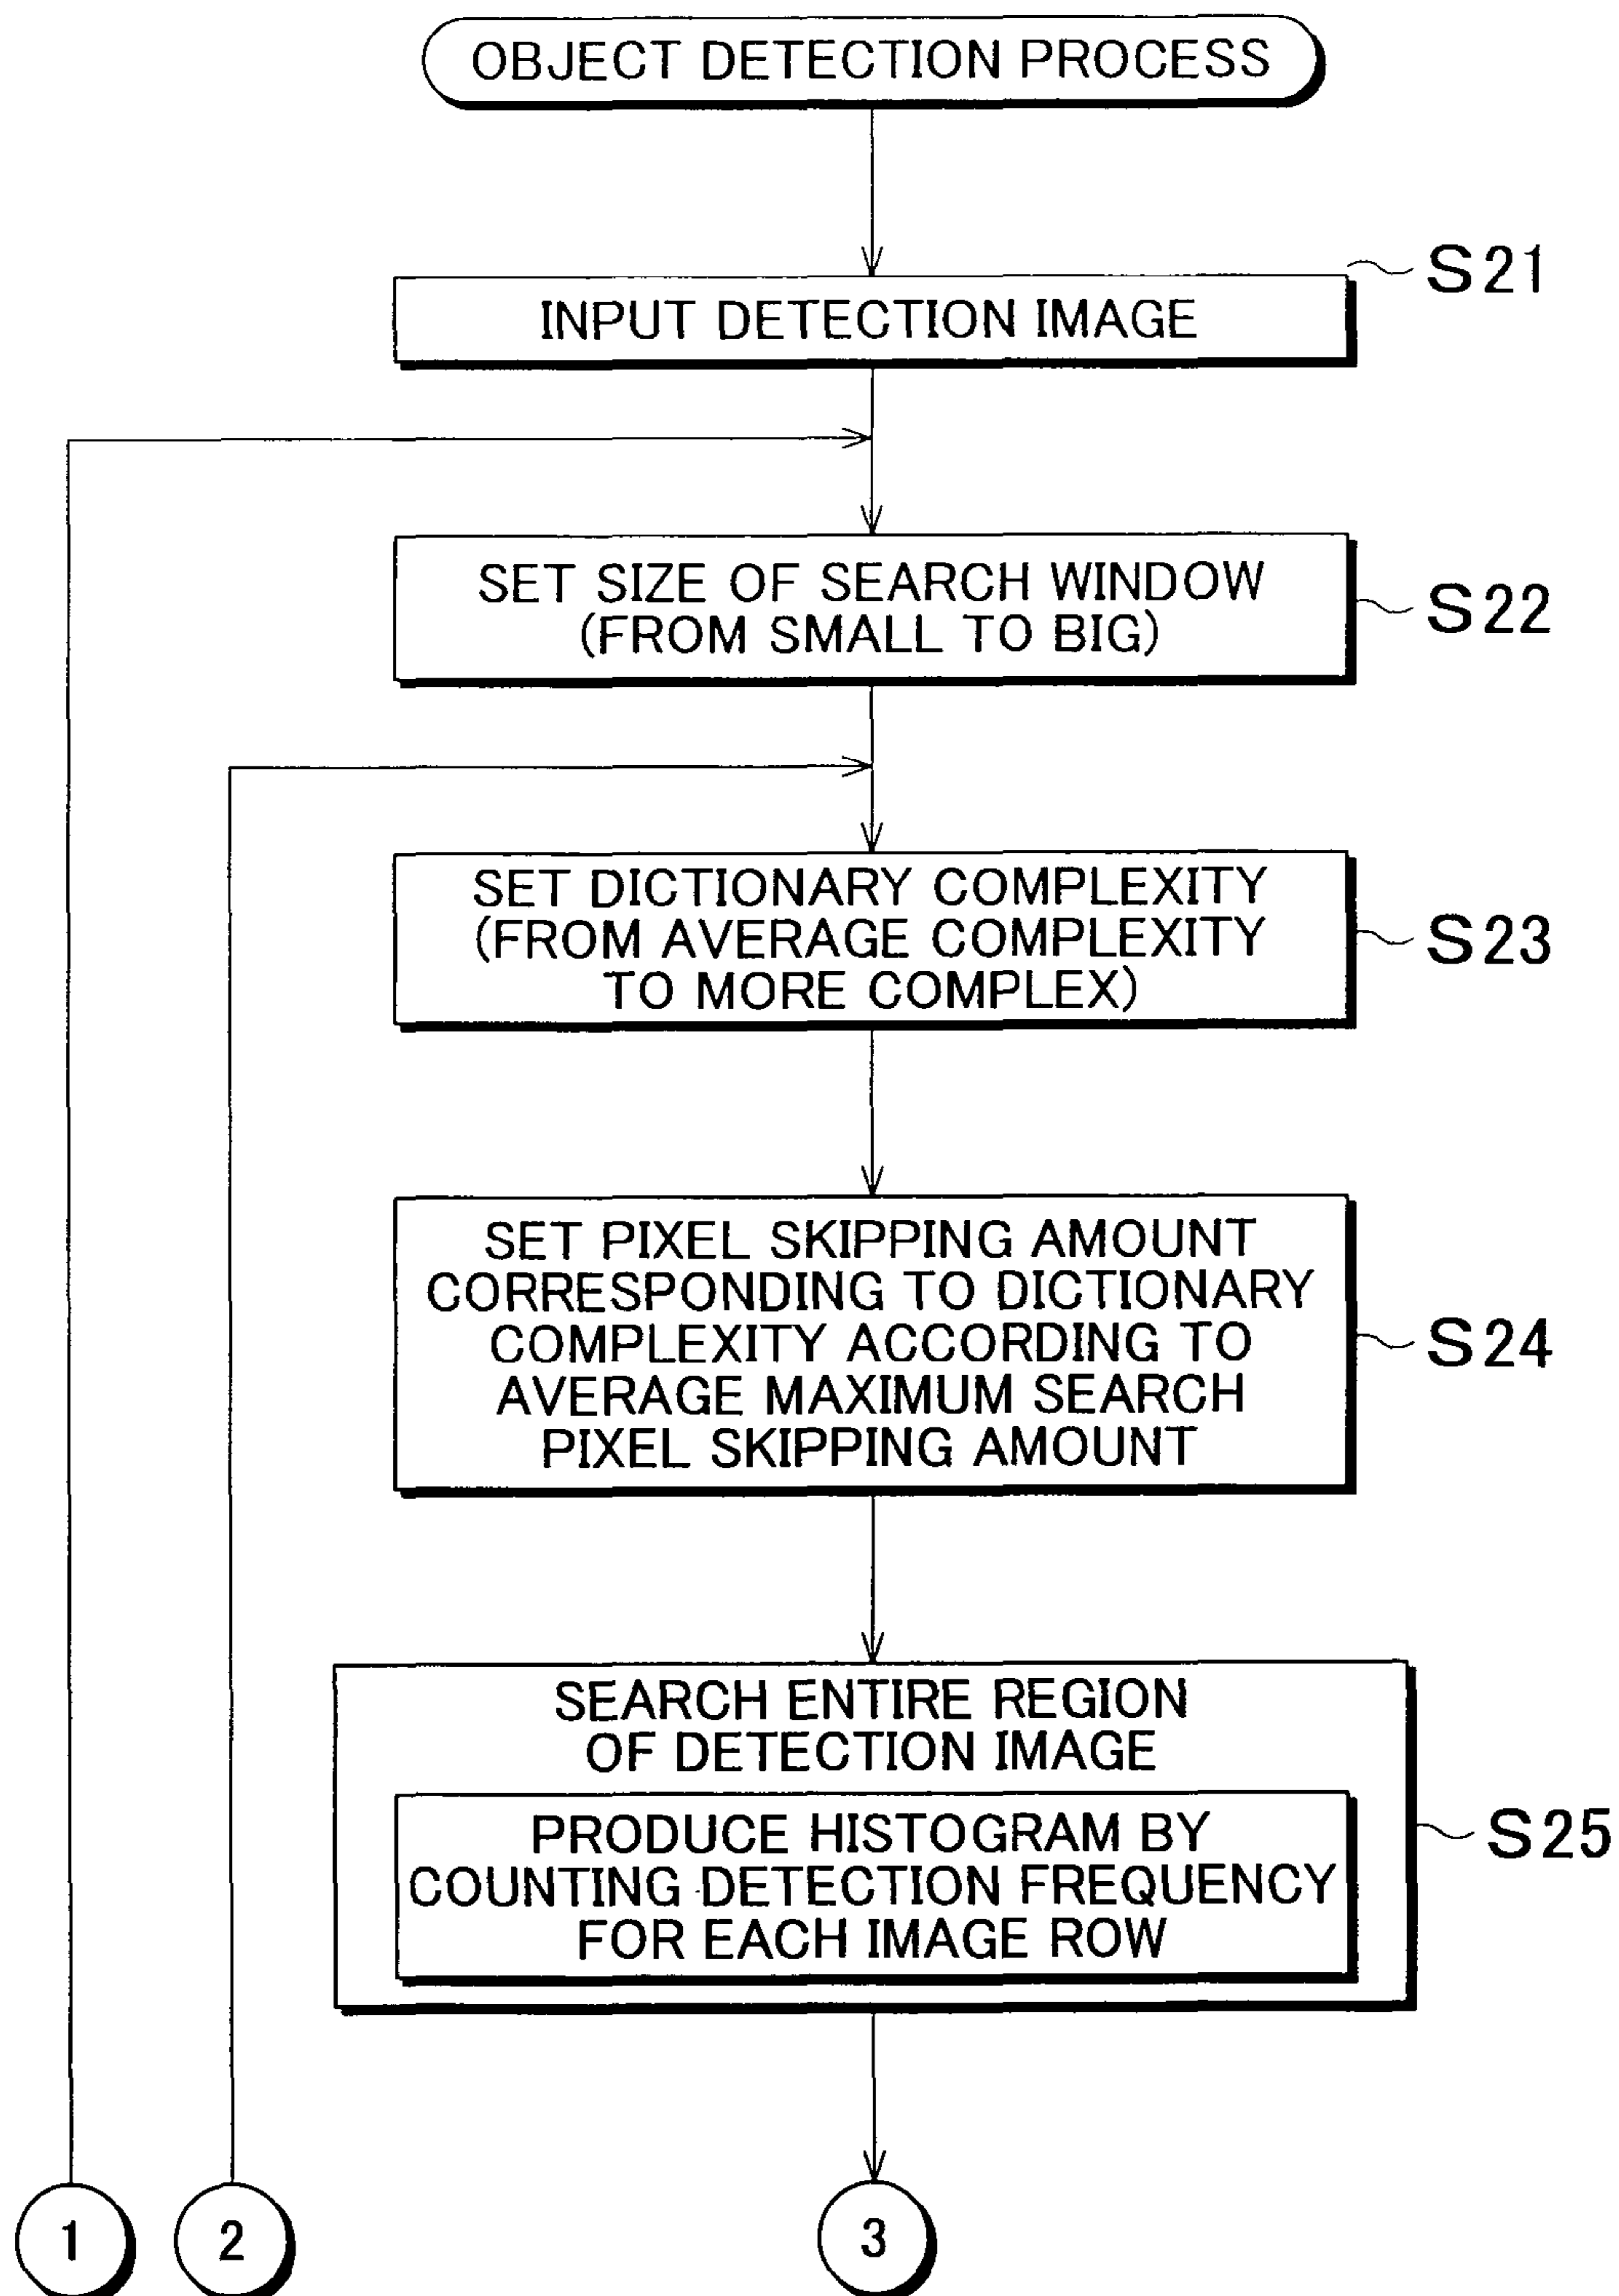 OBJECT DETECTION PROCESS
S21
INPUT DETECTION IMAGE
SET SIZE OF SEARCH WINDOW
(FROM SMALL TO BIG)
S22
SET DICTIONARY COMPLEXITY
(FROM AVERAGE COMPLEXITY
TO MORE COMPLEX)
S23
SET PIXEL SKIPPING AMOUNT
CORRESPONDING TO DICTIONARY
COMPLEXITY ACCORDING TO
AVERAGE MAXIMUM SEARCH
PIXEL SKIPPING AMOUNT
S24
SEARCH ENTIRE REGION
OF DETECTION IMAGE
PRODUCE HISTOGRAM BY
COUNTING DETECTION FREQUENCY
FOR EACH IMAGE ROW
S25
1
2
3